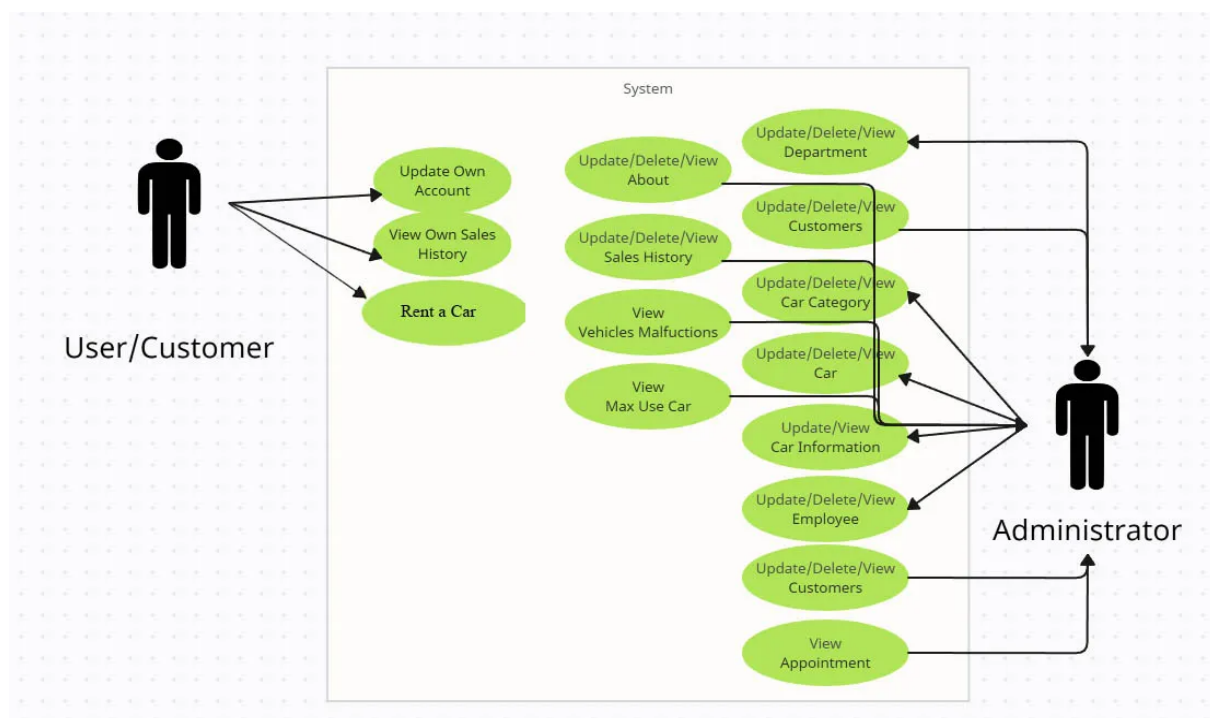 System
User/Customer
Update Own
Account
View Own Sales
History
Rent a Car
Update/Delete/View
About
Update/Delete/View
Sales History
View
Vehicles Malfuctions
View
Max Use Car
Update/Delete/View
Department
Update/Delete/View
Customers
Update/Delete/View
Car Category
Update/Delete/View
Car
Update/View
Car Information
Update/Delete/View
Employee
Update/Delete/View
Customers
View
Appointment
Administrator